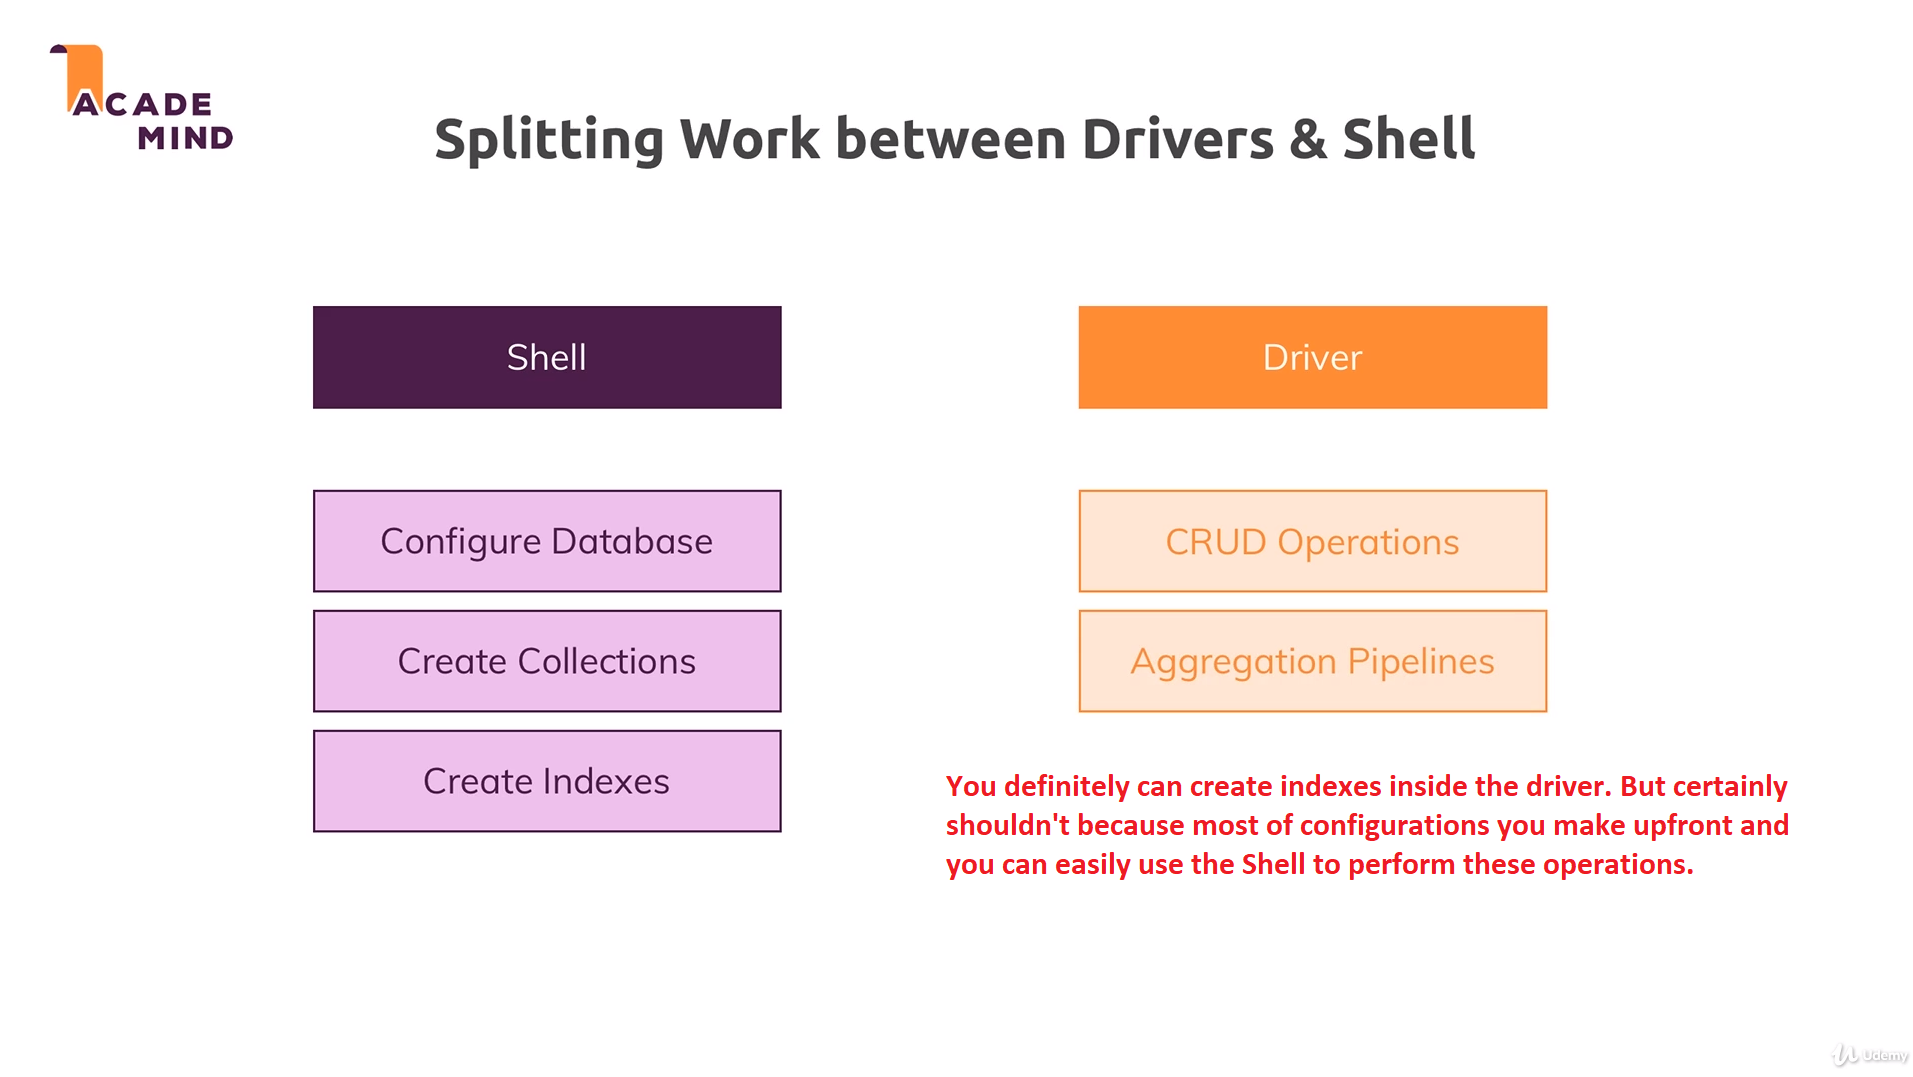 ACADE
MIND
Splitting Work between Drivers & Shell
Shell
Driver
Configure Database
CRUD Operations
Create Collections
Aggregation Pipelines
Create Indexes
You definitely can create indexes inside the driver. But certainly
shouldn't because most of configurations you make upfront and
you can easily use the Shell to perform these operations.
Udemy